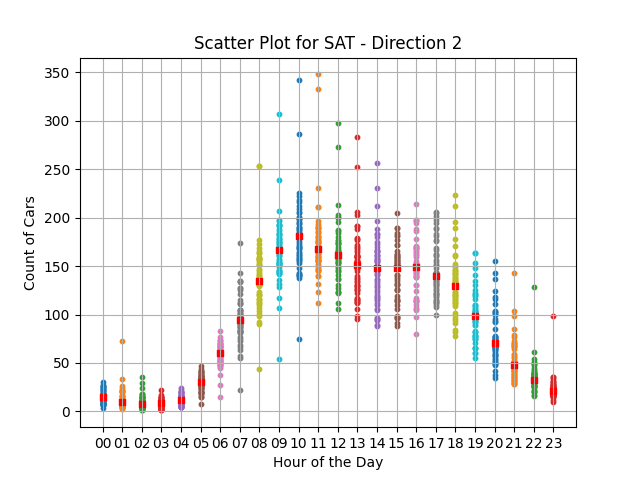 Scatter Plot for SAT - Direction 2
350
300
250
200
150
100
50
0
Count of Cars
00 01 02 03 04 05 06 07 08 09 10 11 12 13 14 15 16 17 18 19 20 21 22 23
Hour of the Day